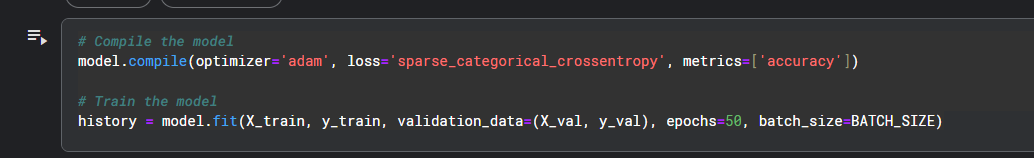 # Compile the model
model.compile(optimizer='adam', loss='sparse_categorical_crossentropy', metrics=['accuracy'])
# Train the model
history = model.fit(X_train, y_train, validation_data=(X_val, y_val), epochs=50, batch_size=BATCH_SIZE)